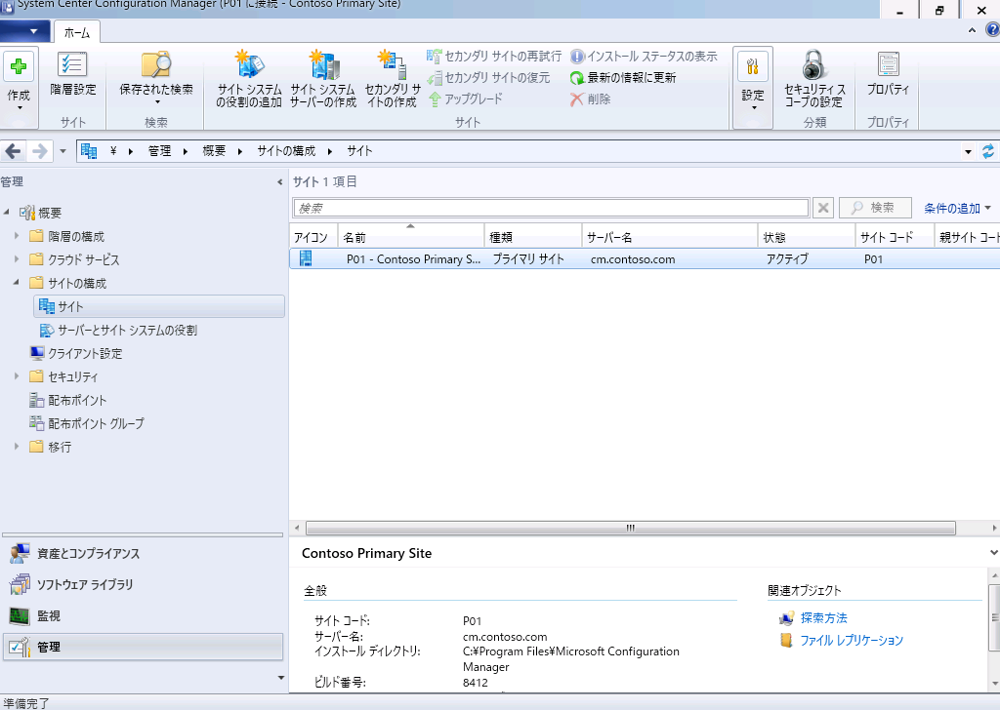 System Center Configuration Manager (P01 に接続 - Contoso Primary Site)
ホーム
作成
階層設定
サイト
保存された検索
検索
サイト システム
の役割の追加
サイト システム
サーバーの作成
セカンダリ サ
イトの作成
セカンダリ サイトの再試行
セカンダリ サイトの復元
アップグレード
インストール ステータスの表示
最新の情報に更新
削除
サイト
設定
セキュリティ ス
コープの設定
分類
プロパティ
プロパティ
¥ 管理 概要 サイトの構成 サイト
管理
概要
階層の構成
クラウド サービス
サイトの構成
サイト
サーバーとサイト システムの役割
クライアント設定
セキュリティ
配布ポイント
配布ポイント グループ
移行
資産とコンプライアンス
ソフトウェア ライブラリ
監視
管理
サイト 1 項目
検索
検索
条件の追加
アイコン 名前 種類 サーバー名 状態 サイト コード 親サイト コード
P01 - Contoso Primary S... プライマリ サイト cm.contoso.com アクティブ P01
Contoso Primary Site
全般
サイト コード: P01
サーバー名: cm.contoso.com
インストール ディレクトリ: C:¥Program Files¥Microsoft Configuration
Manager
ビルド番号: 8412
関連オブジェクト
探索方法
ファイル レプリケーション
準備完了